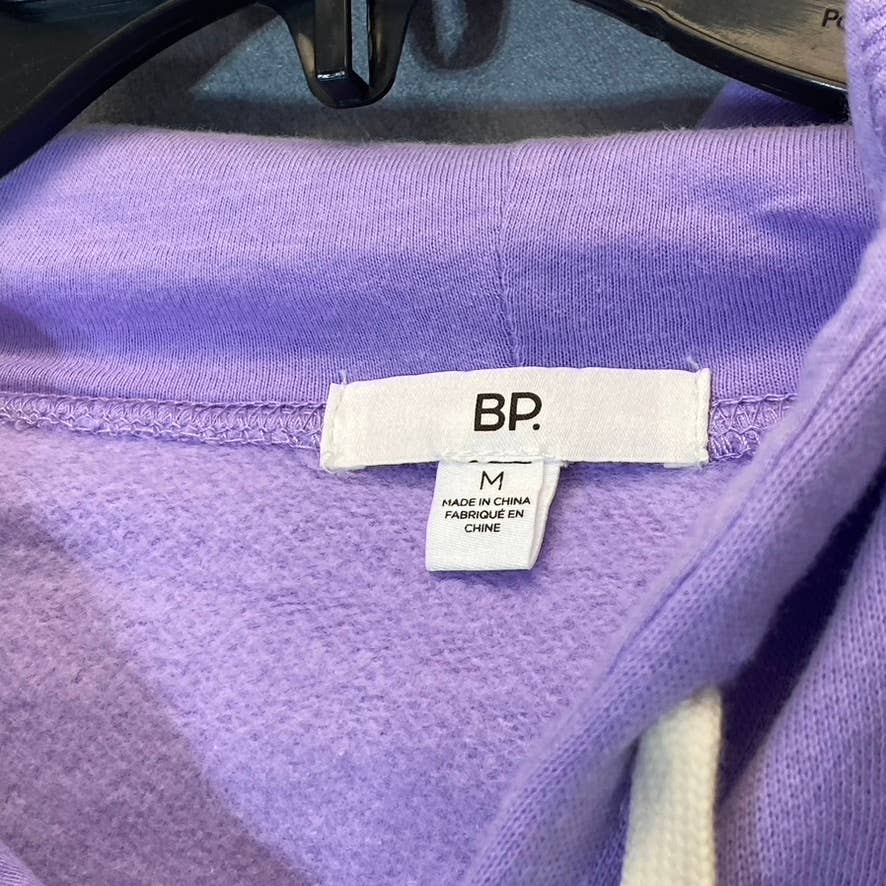 BP.
M
MADE IN CHINA
FABRIQUÉ EN
CHINE